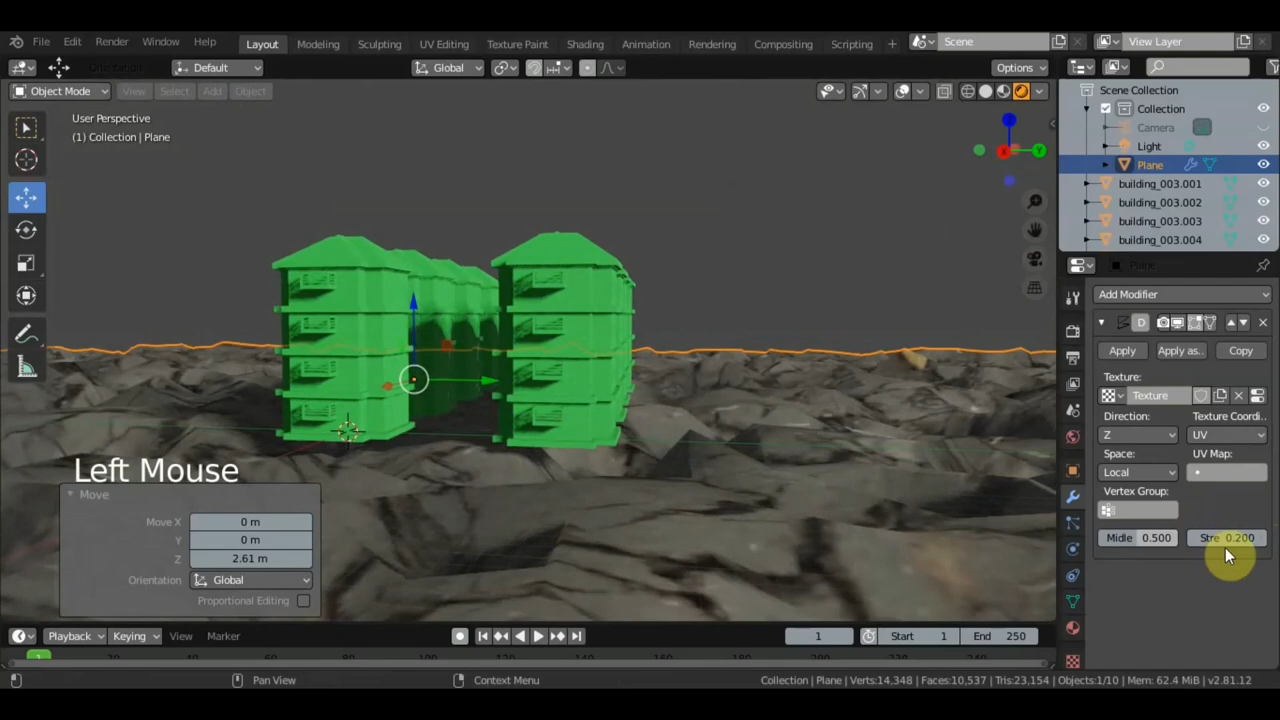 File Edit Render Window Help Layout Modeling Sculpting UV Editing Texture Paint Shading Animation Rendering Compositing Scripting + Scene View Layer
Orientation Default Global Options
Object Mode View Select Add Object
User Perspective
(1) Collection | Plane
Scene Collection
Collection
Camera
Light
Plane
building_003.001
building_003.002
building_003.003
building_003.004
Plane
Add Modifier
D
Apply Apply as.. Copy
Texture:
Texture
Direction: Texture Coordi..
Z UV
Space: UV Map:
Local
Vertex Group:
Midle 0.500 Stre 0.200
Left Mouse
Move
Move X 0 m
Y 0 m
Z 2.61 m
Orientation Global
Proportional Editing
Playback Keying View Marker 1 Start 1 End 250
Pan View Context Menu Collection | Plane | Verts:14,348 | Faces:10,537 | Tris:23,154 | Objects:1/10 | Mem: 62.4 MiB | v2.81.12